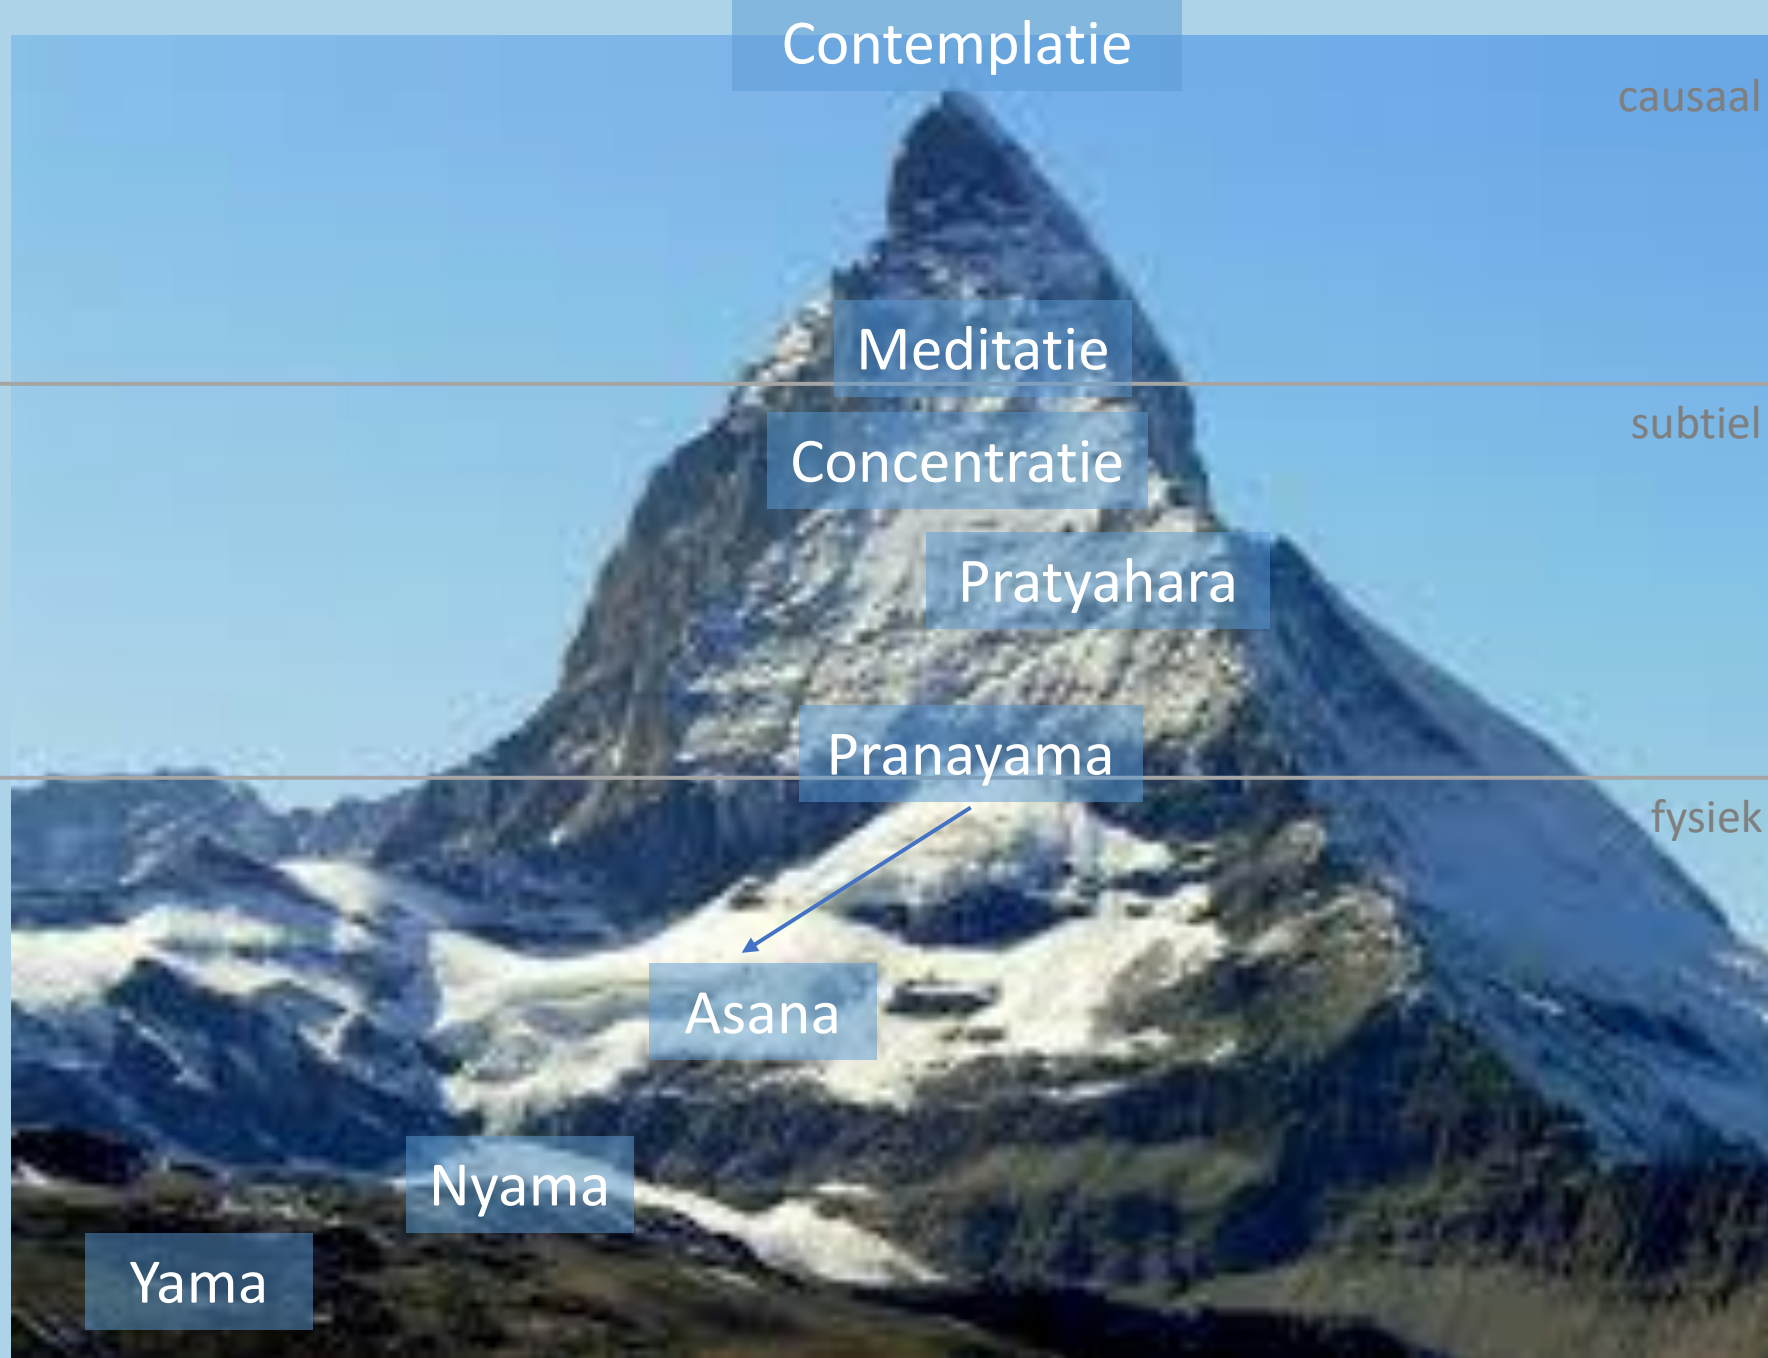 Contemplatie
causaal
Meditatie
subtiel
Concentratie
Pratyahara
Pranayama
fysiek
Asana
Nyama
Yama